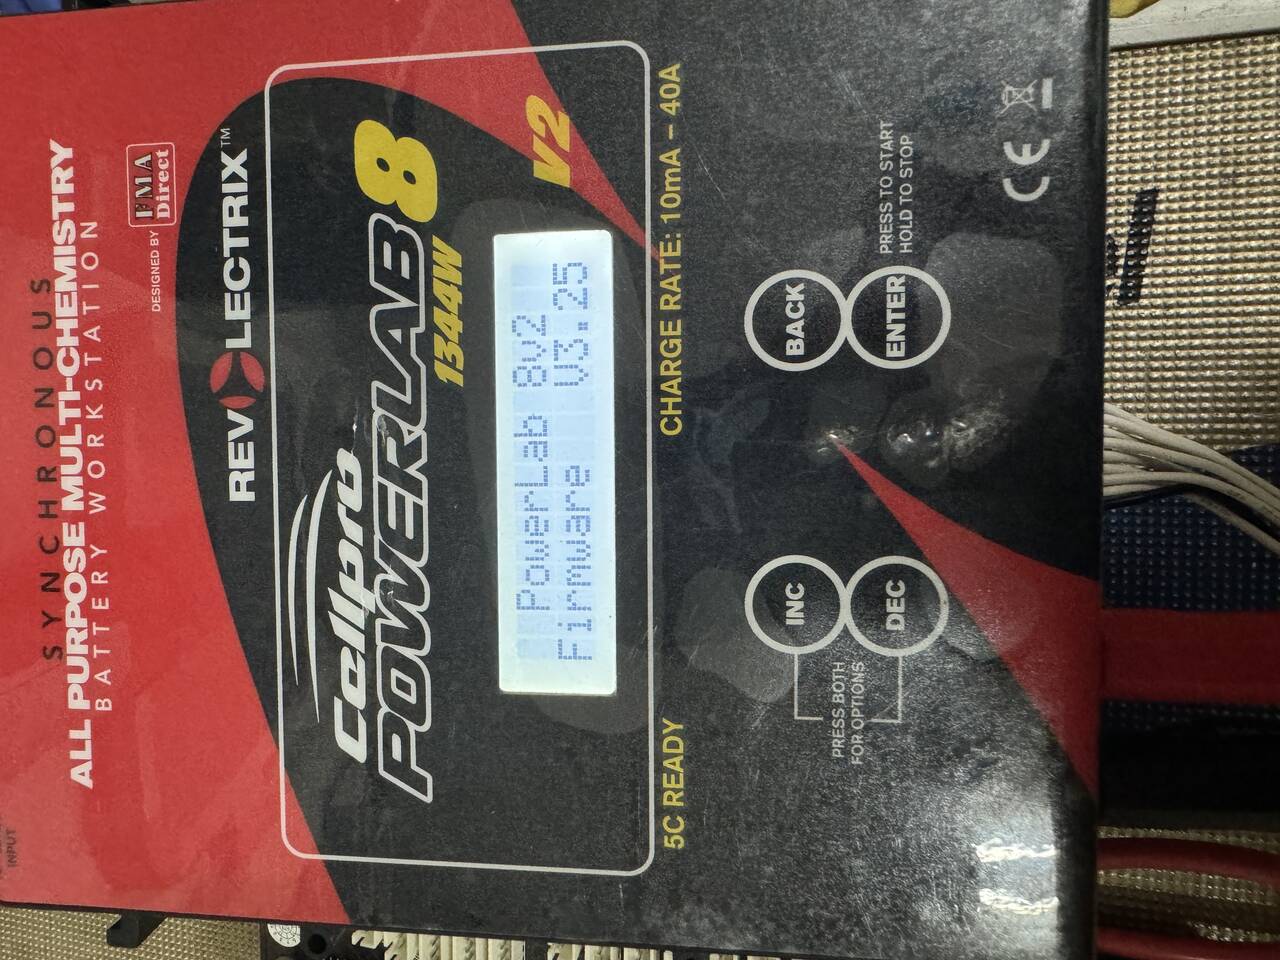 SYNCHRONOUS
ALL PURPOSE MULTI-CHEMISTRY
BATTERY WORKSTATION
DESIGNED BY FMA Direct
REVOLECTRIX™
Cellpro
POWERLAB 8
1344W
V2
PowerLab 8V2
Firmware V3.25
5C READY CHARGE RATE: 10mA - 40A
INC
DEC
PRESS BOTH
FOR OPTIONS
BACK
ENTER
PRESS TO START
HOLD TO STOP
CE
INPUT